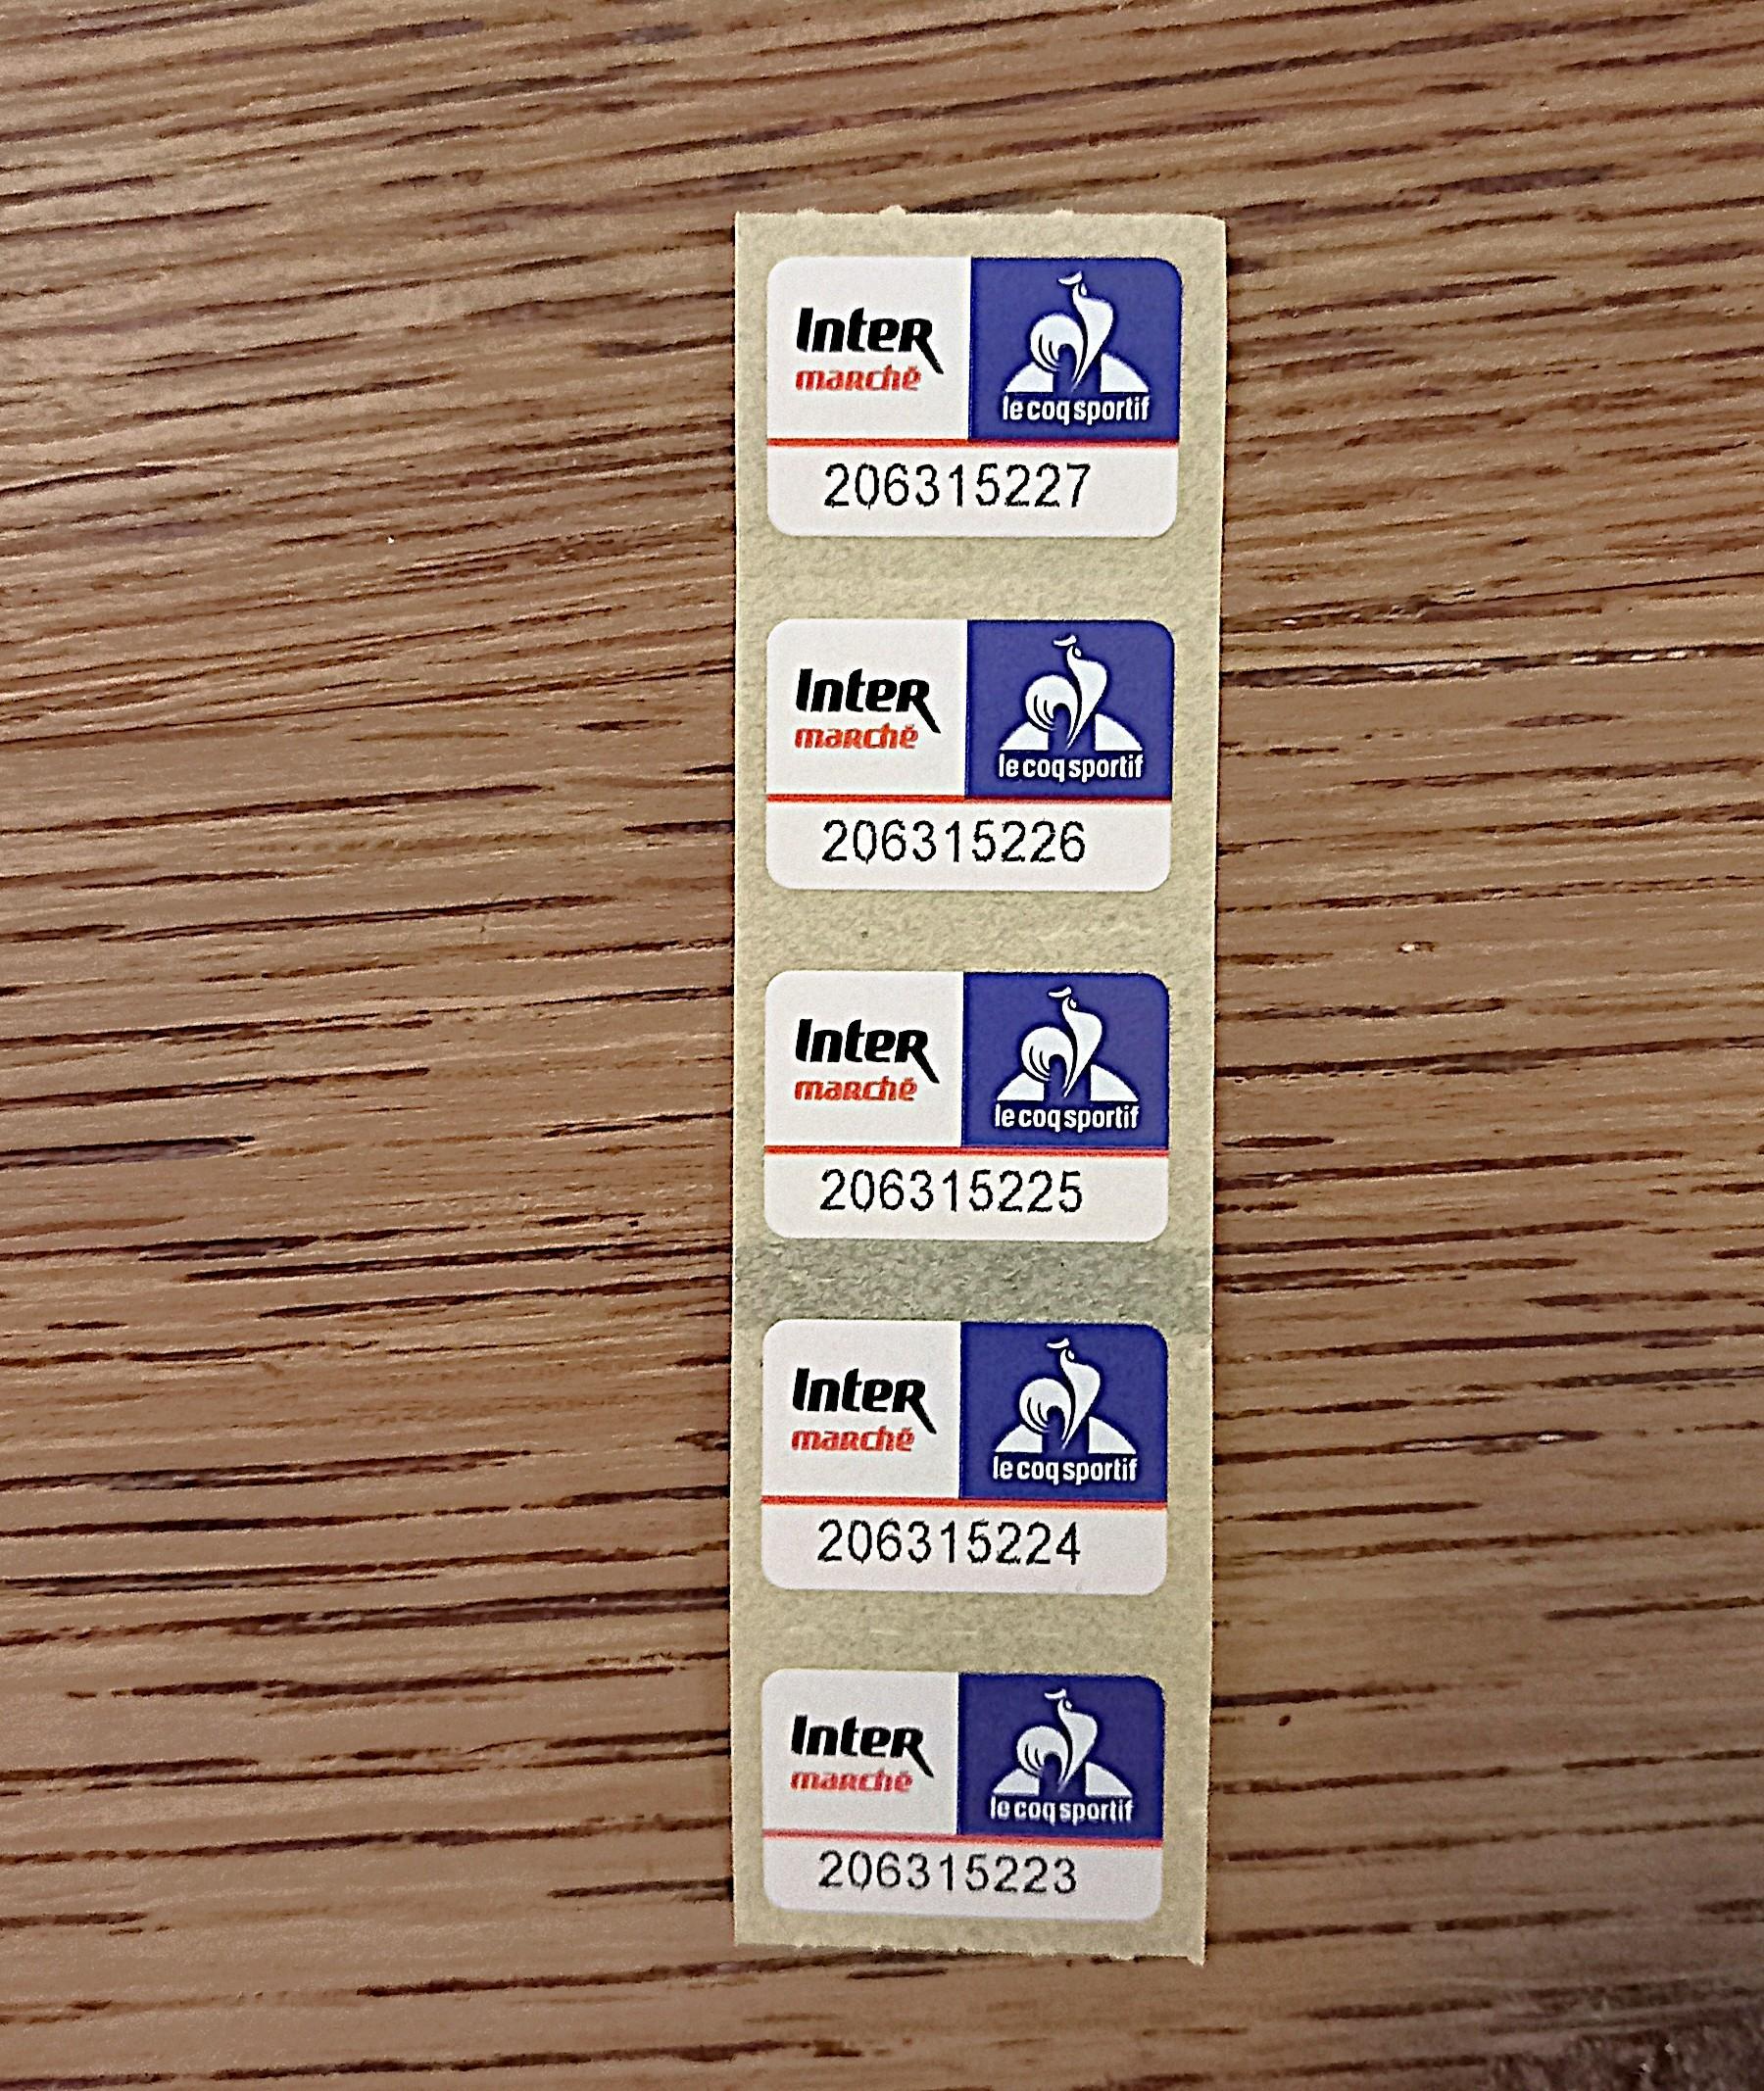 Inter
marché
le coq sportif
206315227
Inter
marché
le coq sportif
206315226
Inter
marché
le coq sportif
206315225
Inter
marché
le coq sportif
206315224
Inter
marché
le coq sportif
206315223